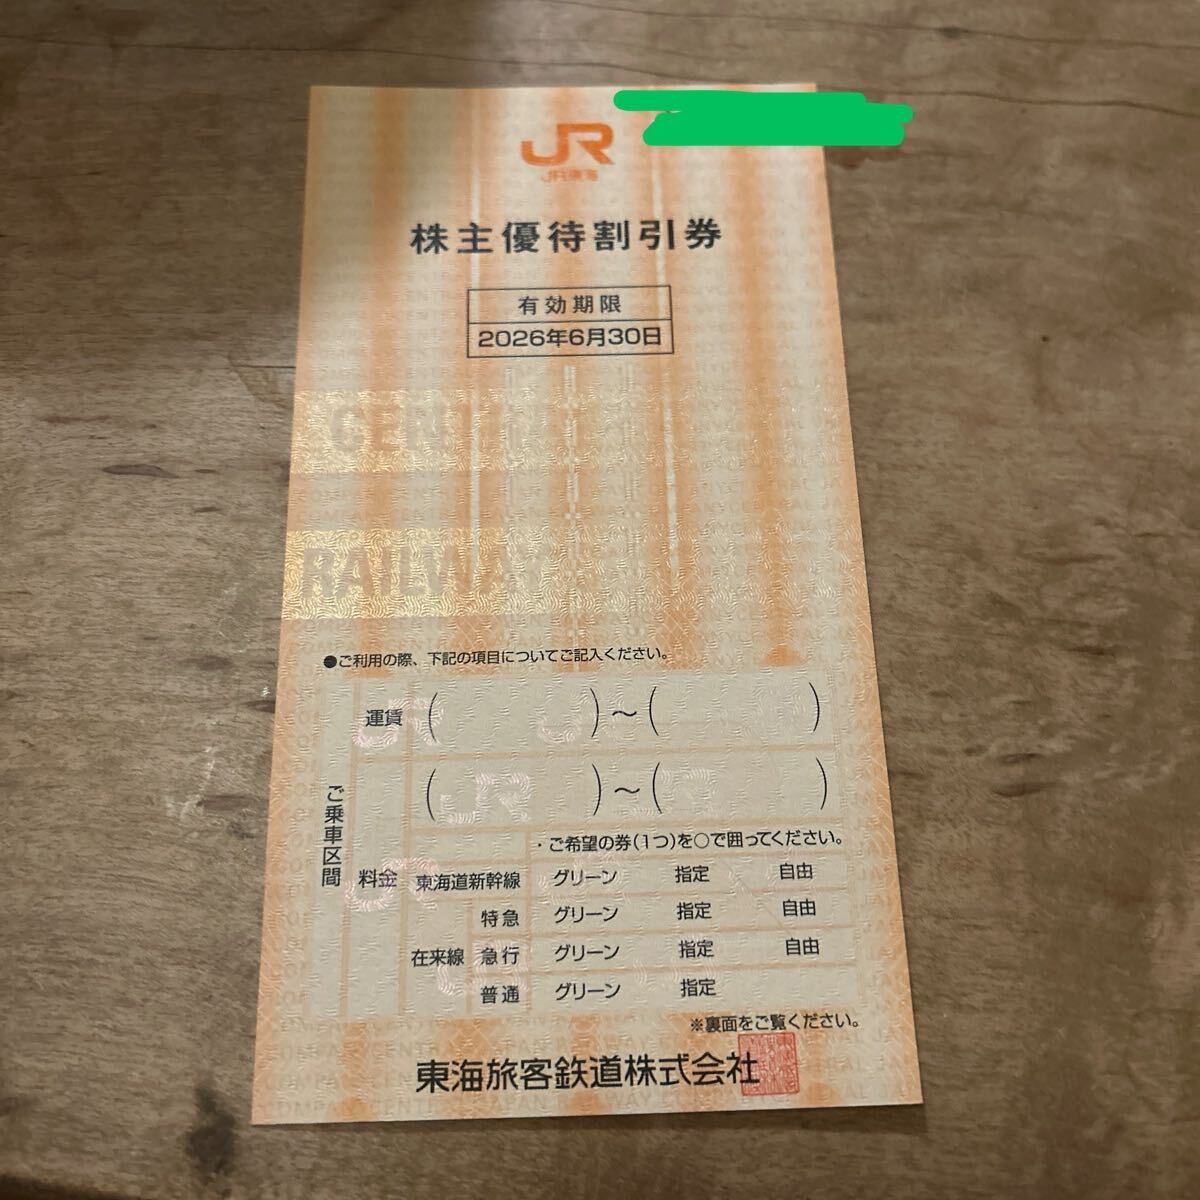 JR
JR東海
株主優待割引券
有効期限
2026年6月30日
CENTRAL
RAILWAY
●ご利用の際、下記の項目についてご記入ください。
ご乗車区間
運賃 ( )~( )
料金 ( )~( )
・ご希望の券(1つ)を○で囲ってください。
東海道新幹線 グリーン 指定 自由
在来線 特急 グリーン 指定 自由
急行 グリーン 指定 自由
普通 グリーン 指定
※裏面をご覧ください。
東海旅客鉄道株式会社